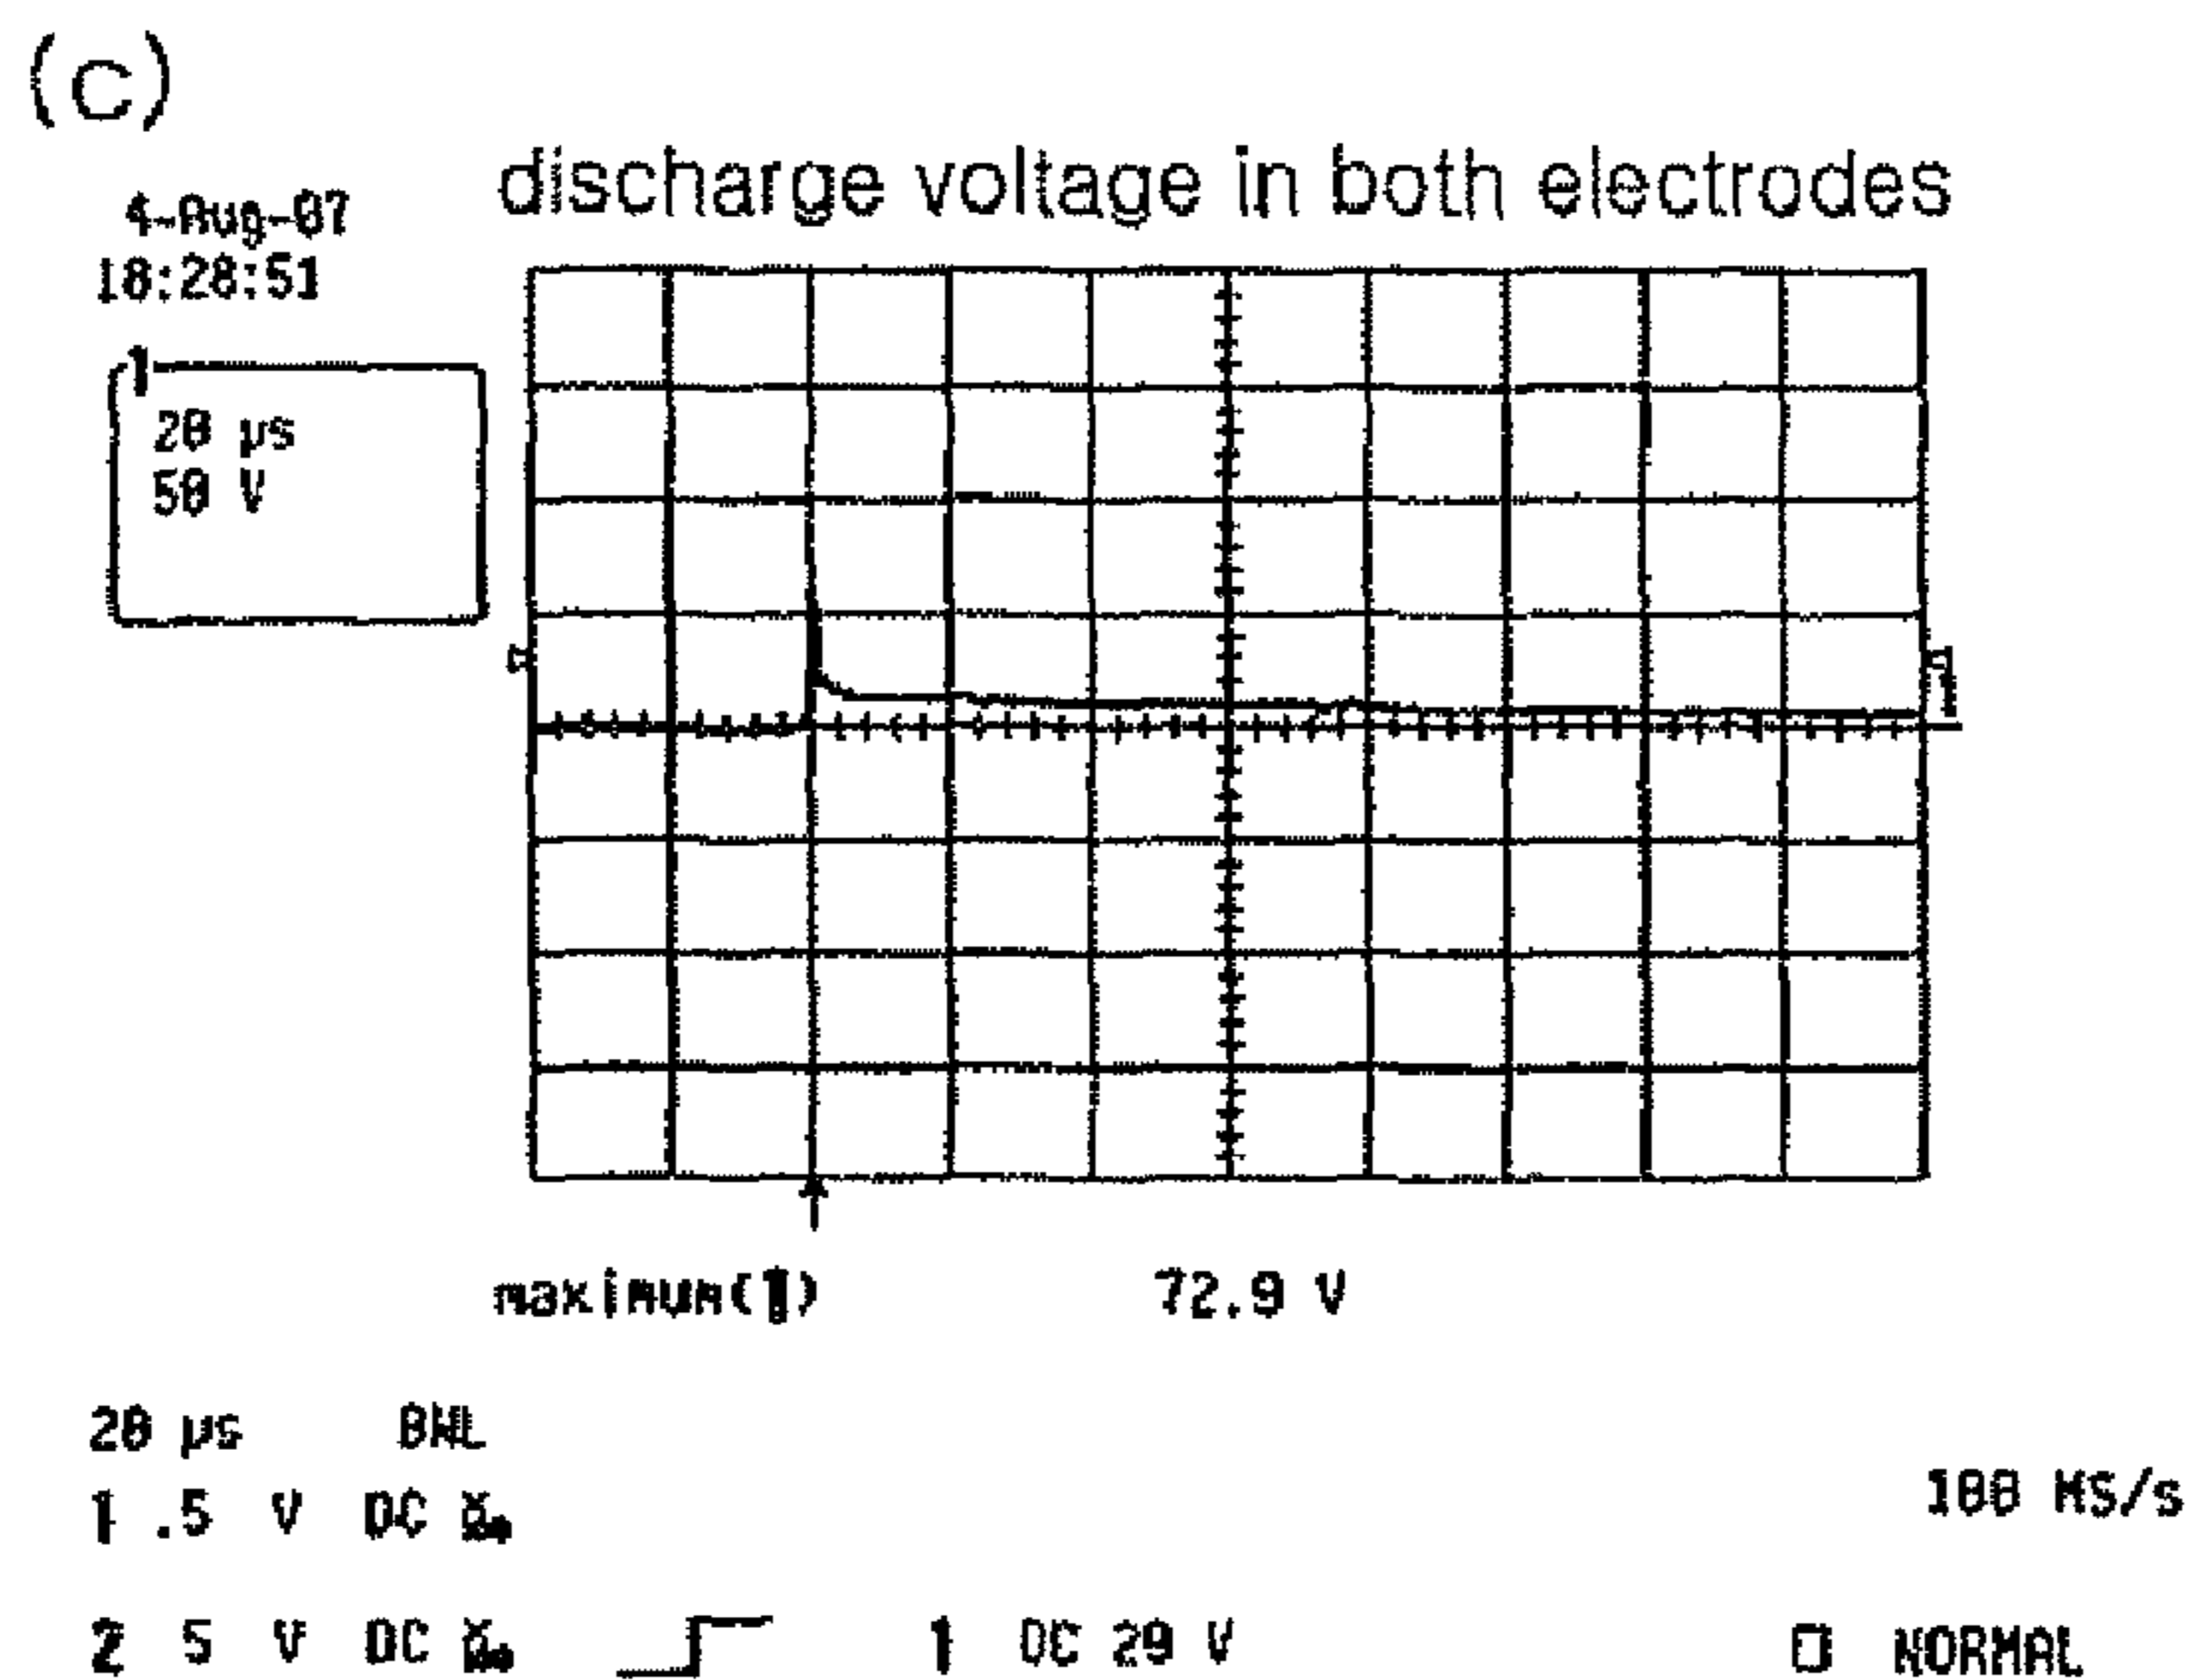 (c)
discharge voltage in both electrodes
4-Aug-07
18:28:51
1
20 µs
50 V
1
maximum(1) 72.9 V
20 µs BWL
1 .5 V DC
100 MS/s
2 5 V DC
1 DC 29 V
NORMAL